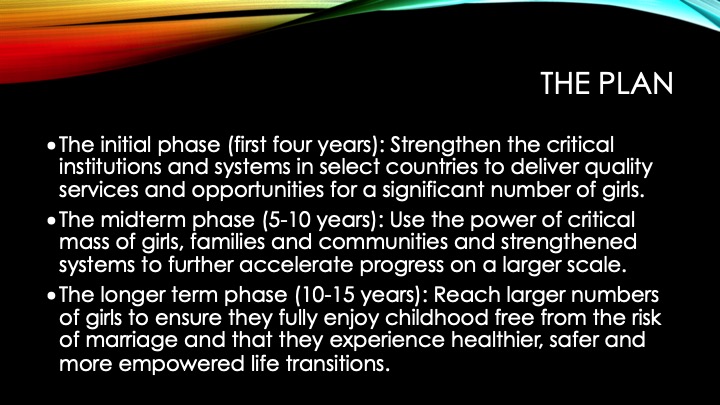 THE PLAN
•The initial phase (first four years): Strengthen the critical
institutions and systems in select countries to deliver quality
services and opportunities for a significant number of girls.
•The midterm phase (5-10 years): Use the power of critical
mass of girls, families and communities and strengthened
systems to further accelerate progress on a larger scale.
•The longer term phase (10-15 years): Reach larger numbers
of girls to ensure they fully enjoy childhood free from the risk
of marriage and that they experience healthier, safer and
more empowered life transitions.